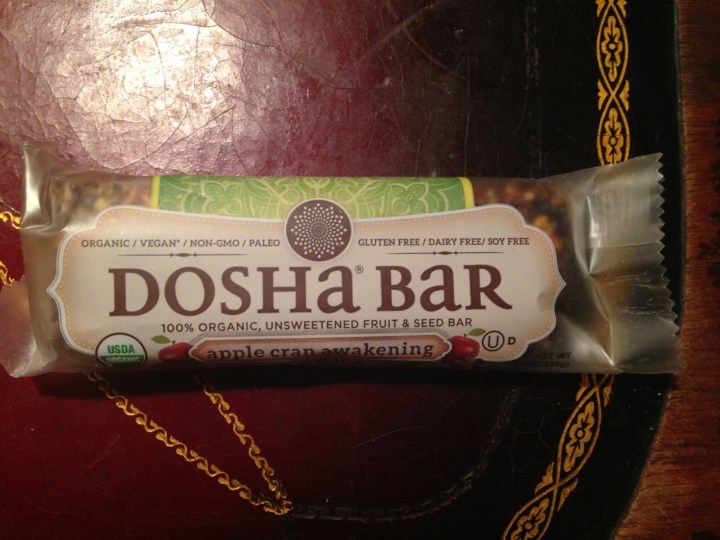 ORGANIC / VEGAN* / NON-GMO / PALEO
GLUTEN FREE / DAIRY FREE/ SOY FREE
DOSHa® BaR
100% ORGANIC, UNSWEETENED FRUIT & SEED BAR
USDA
ORGANIC
apple cran awakening
U D
NET WT